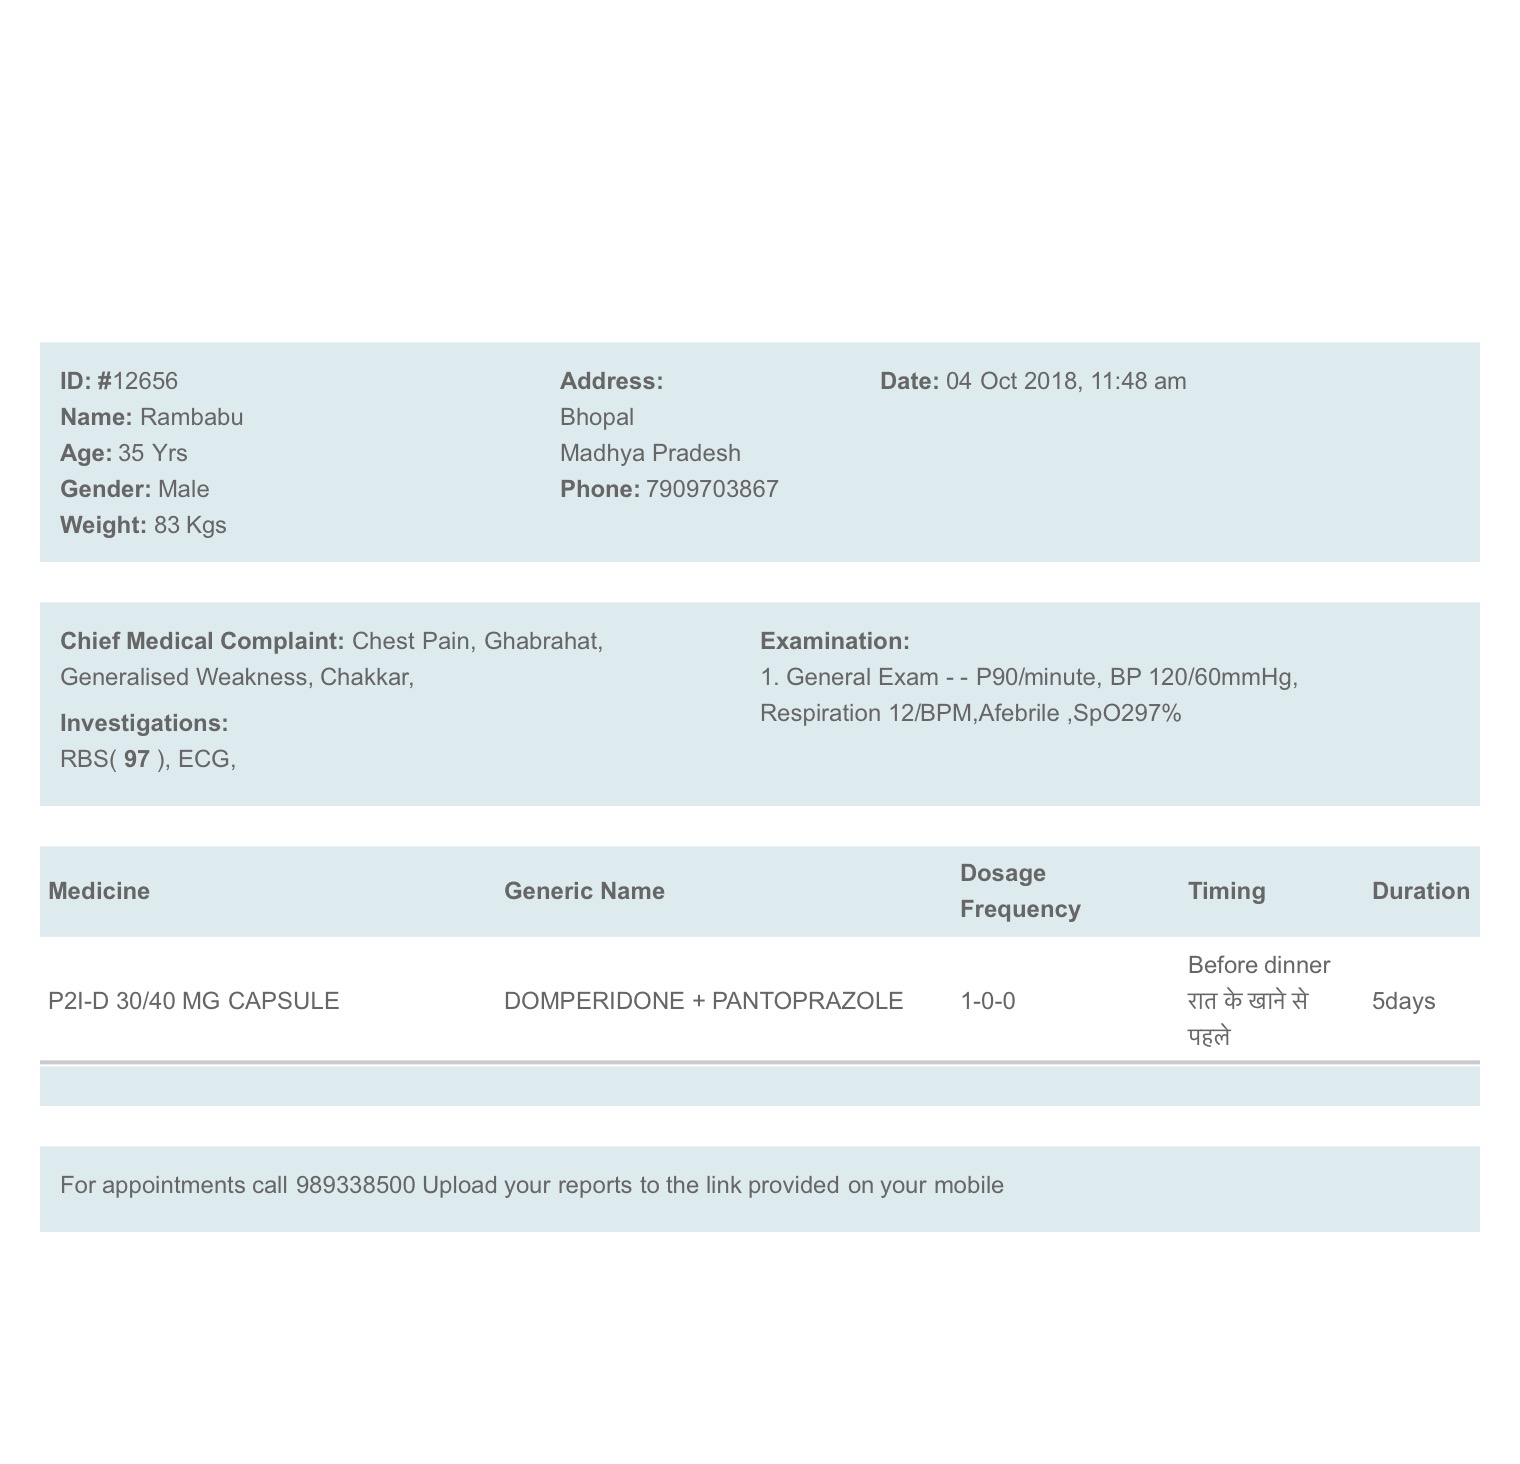 ID: #12656
Name: Rambabu
Age: 35 Yrs
Gender: Male
Weight: 83 Kgs
Address:
Bhopal
Madhya Pradesh
Phone: 7909703867
Date: 04 Oct 2018, 11:48 am
Chief Medical Complaint: Chest Pain, Ghabrahat,
Generalised Weakness, Chakkar,
Investigations:
RBS( 97 ), ECG,
Examination:
1. General Exam - - P90/minute, BP 120/60mmHg,
Respiration 12/BPM,Afebrile ,SpO297%
Medicine Generic Name Dosage Frequency Timing Duration
P2I-D 30/40 MG CAPSULE DOMPERIDONE + PANTOPRAZOLE 1-0-0 Before dinner रात के खाने से पहले 5days
For appointments call 989338500 Upload your reports to the link provided on your mobile